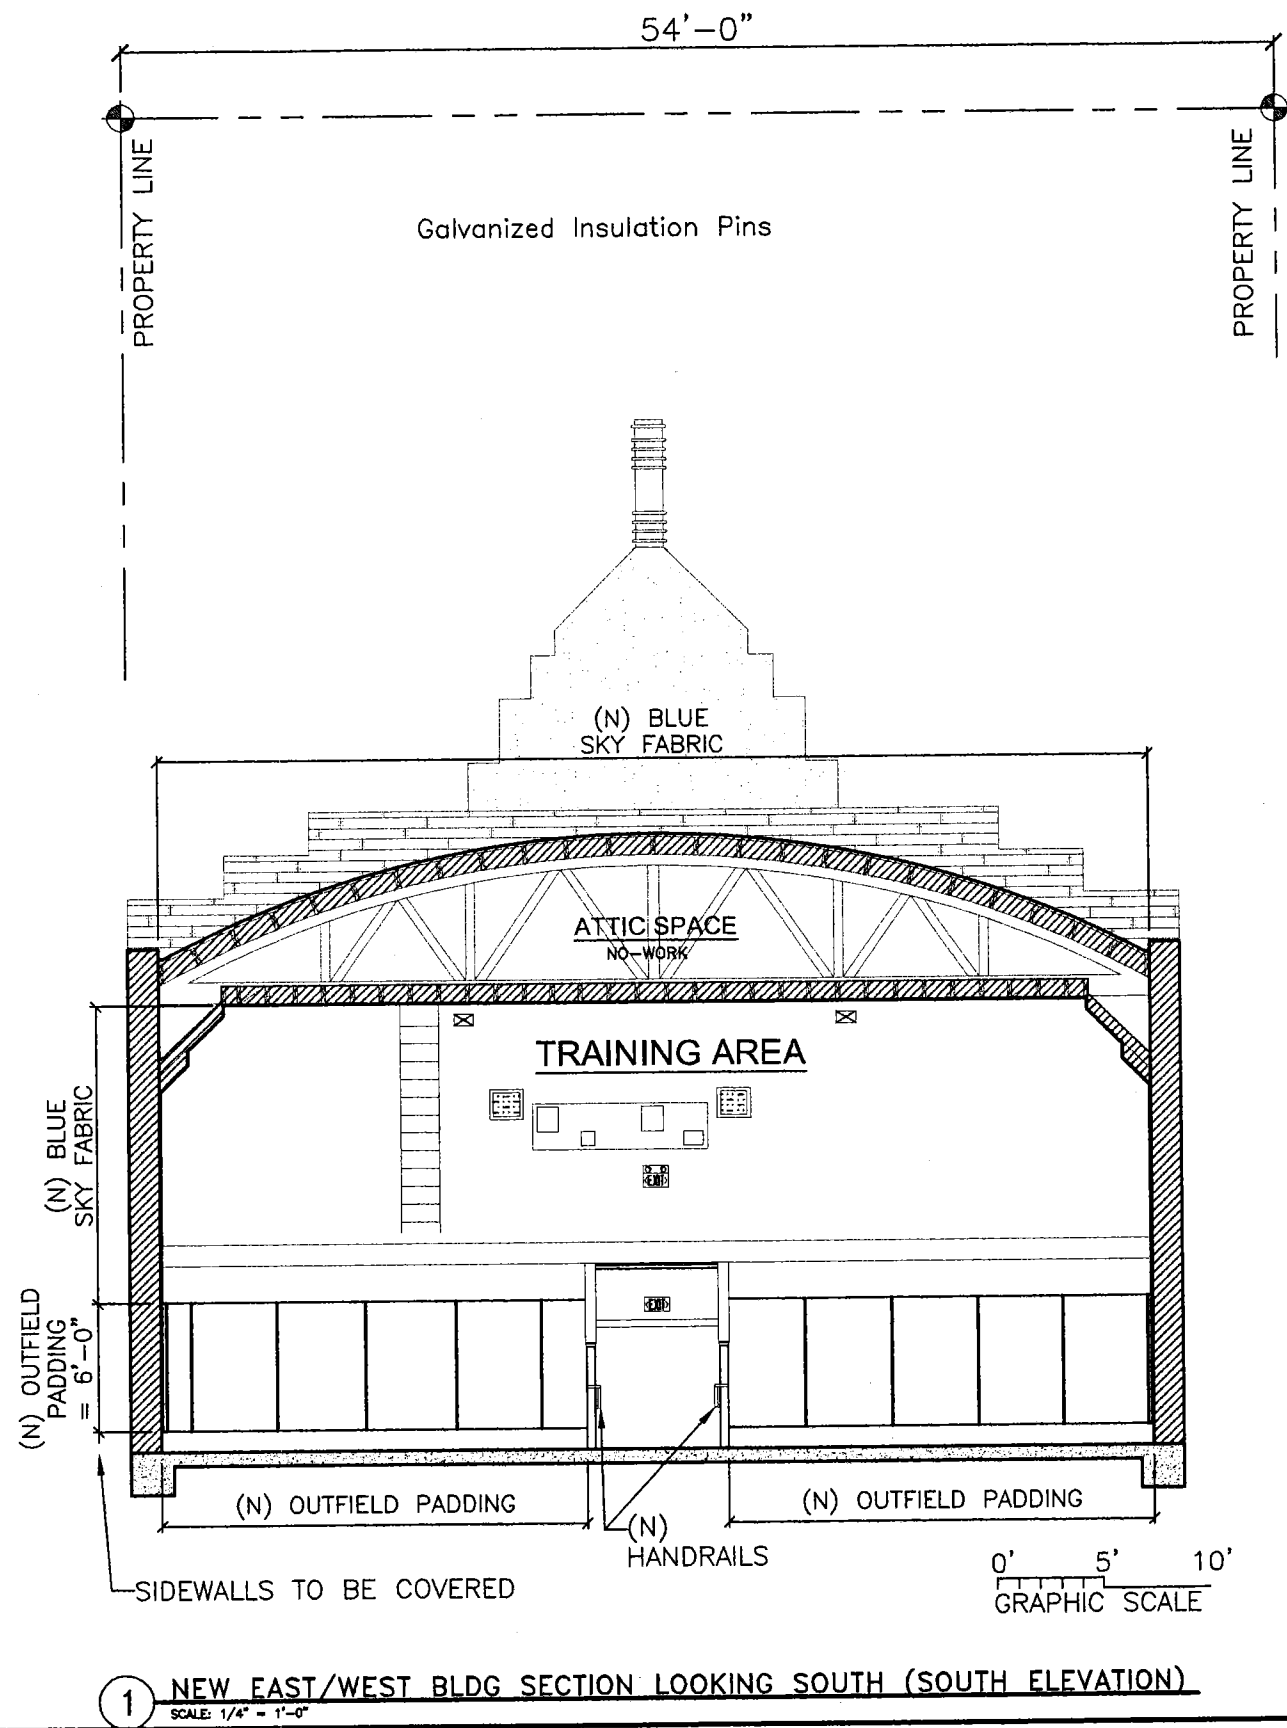 54'-0"
PROPERTY LINE
PROPERTY LINE
Galvanized Insulation Pins
(N) BLUE
SKY FABRIC
ATTIC SPACE
NO-WORK
TRAINING AREA
(N) BLUE
SKY FABRIC
EXIT
EXIT
(N) OUTFIELD
PADDING
= 6'-0"
(N) OUTFIELD PADDING
(N) OUTFIELD PADDING
(N)
HANDRAILS
SIDEWALLS TO BE COVERED
0' 5' 10'
GRAPHIC SCALE
1 NEW EAST/WEST BLDG SECTION LOOKING SOUTH (SOUTH ELEVATION)
SCALE: 1/4" = 1'-0"